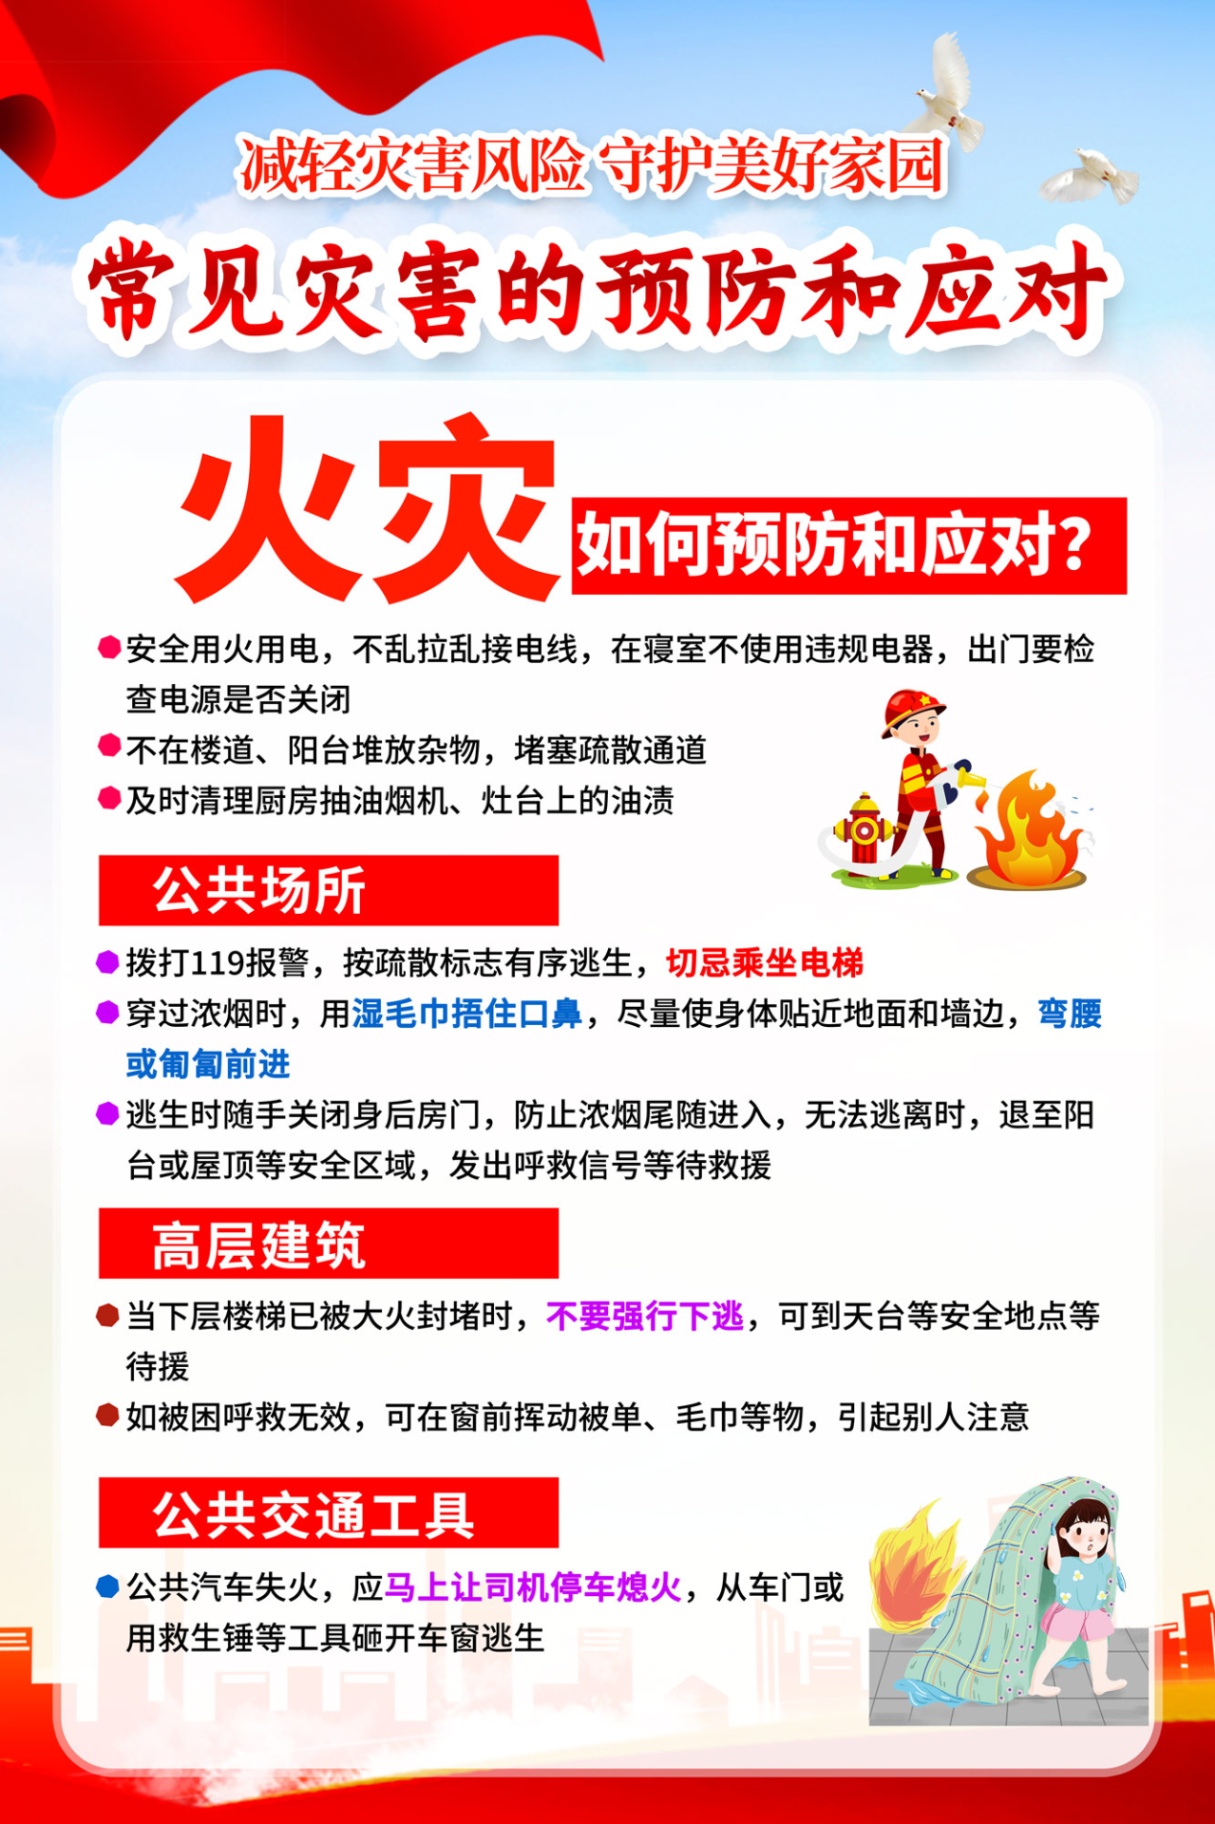 减轻灾害风险 守护美好家园
常见灾害的预防和应对
火灾如何预防和应对?
安全用火用电，不乱拉乱接电线，在寝室不使用违规电器，出门要检
查电源是否关闭
不在楼道、阳台堆放杂物，堵塞疏散通道
及时清理厨房抽油烟机、灶台上的油渍
公共场所
拨打119报警，按疏散标志有序逃生，切忌乘坐电梯
穿过浓烟时，用湿毛巾捂住口鼻，尽量使身体贴近地面和墙边，弯腰
或匍匐前进
逃生时随手关闭身后房门，防止浓烟尾随进入，无法逃离时，退至阳
台或屋顶等安全区域，发出呼救信号等待救援
高层建筑
当下层楼梯已被大火封堵时，不要强行下逃，可到天台等安全地点等
待援
如被困呼救无效，可在窗前挥动被单、毛巾等物，引起别人注意
公共交通工具
公共汽车失火，应马上让司机停车熄火，从车门或
用救生锤等工具砸开车窗逃生